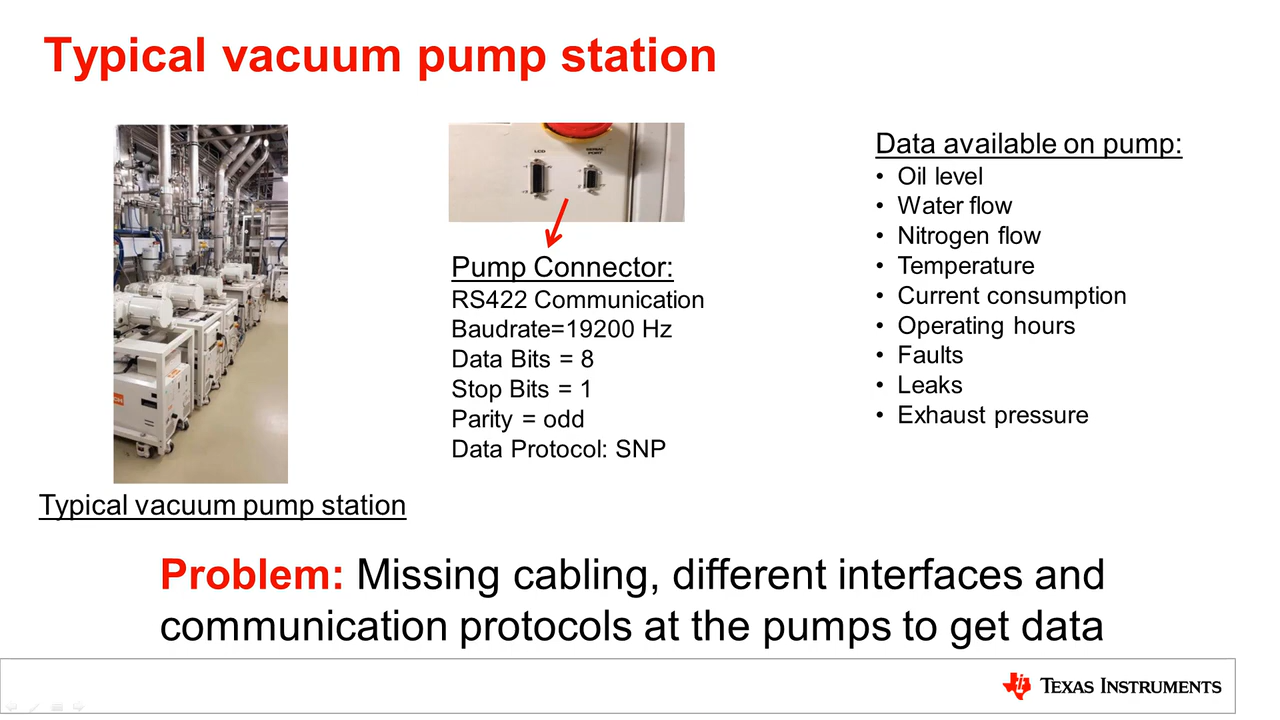 Typical vacuum pump station
LCD
SERIAL
PORT
Pump Connector:
RS422 Communication
Baudrate=19200 Hz
Data Bits = 8
Stop Bits = 1
Parity = odd
Data Protocol: SNP
Data available on pump:
• Oil level
• Water flow
• Nitrogen flow
• Temperature
• Current consumption
• Operating hours
• Faults
• Leaks
• Exhaust pressure
Typical vacuum pump station
Problem: Missing cabling, different interfaces and
communication protocols at the pumps to get data
TEXAS INSTRUMENTS